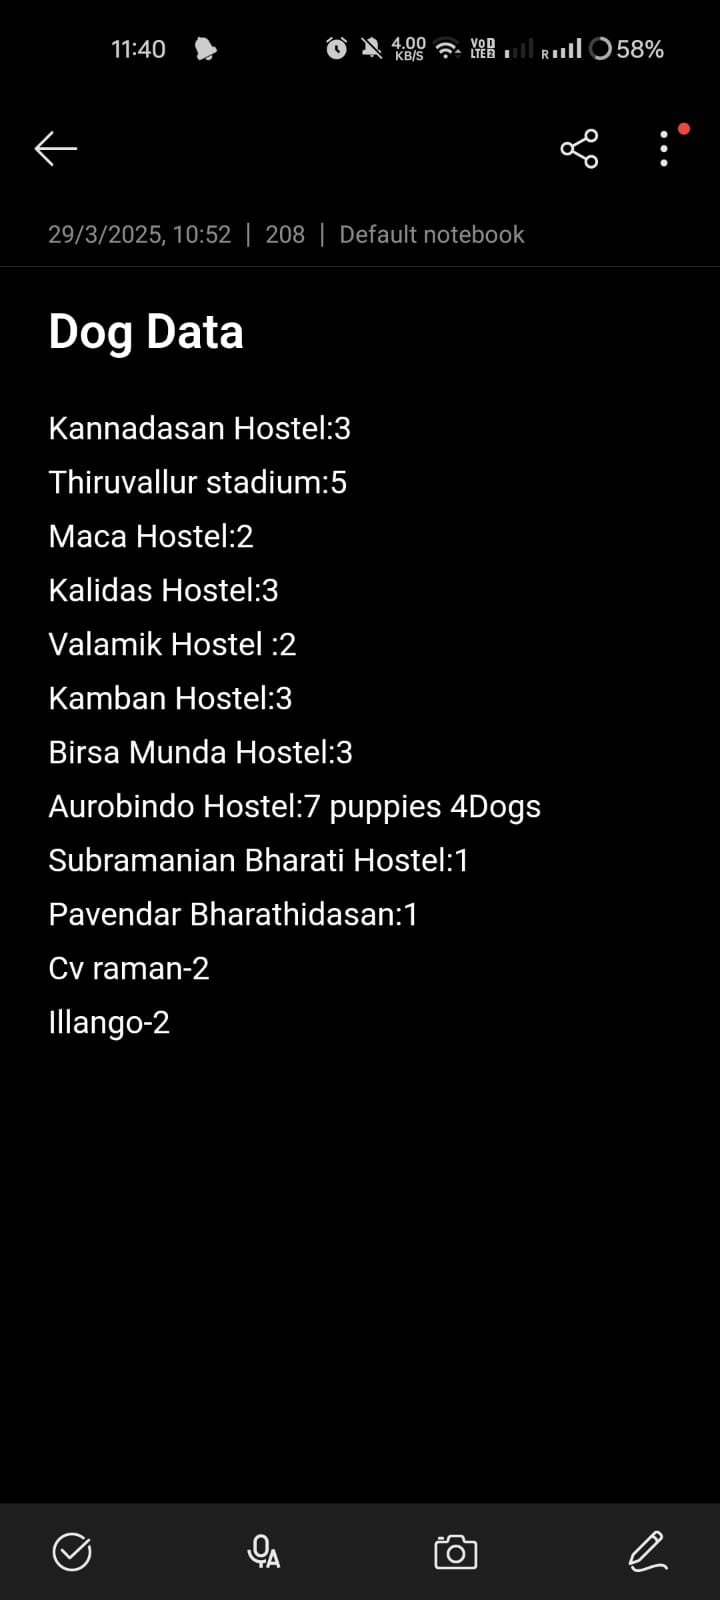 11:40 4.00 KB/S VoD LTE2 R 58%
29/3/2025, 10:52 | 208 | Default notebook
Dog Data
Kannadasan Hostel:3
Thiruvallur stadium:5
Maca Hostel:2
Kalidas Hostel:3
Valamik Hostel :2
Kamban Hostel:3
Birsa Munda Hostel:3
Aurobindo Hostel:7 puppies 4Dogs
Subramanian Bharati Hostel:1
Pavendar Bharathidasan:1
Cv raman-2
Illango-2
A